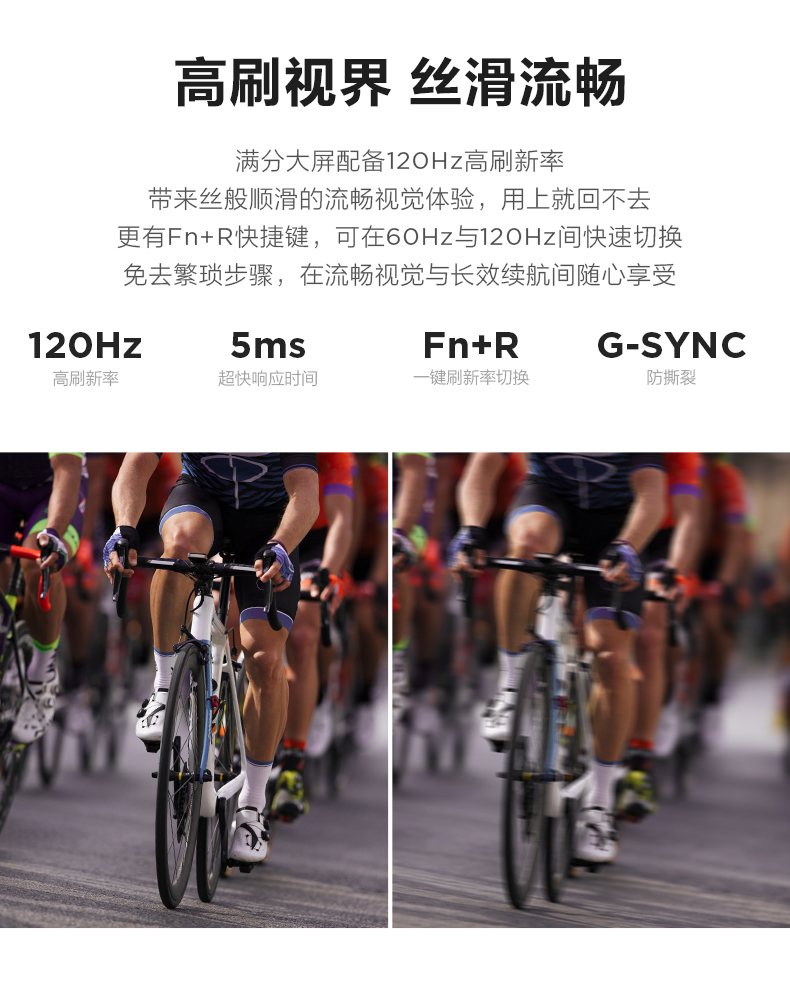 高刷视界 丝滑流畅
满分大屏配备120Hz高刷新率
带来丝般顺滑的流畅视觉体验，用上就回不去
更有Fn+R快捷键，可在60Hz与120Hz间快速切换
免去繁琐步骤，在流畅视觉与长效续航间随心享受
120Hz
高刷新率
5ms
超快响应时间
Fn+R
一键刷新率切换
G-SYNC
防撕裂